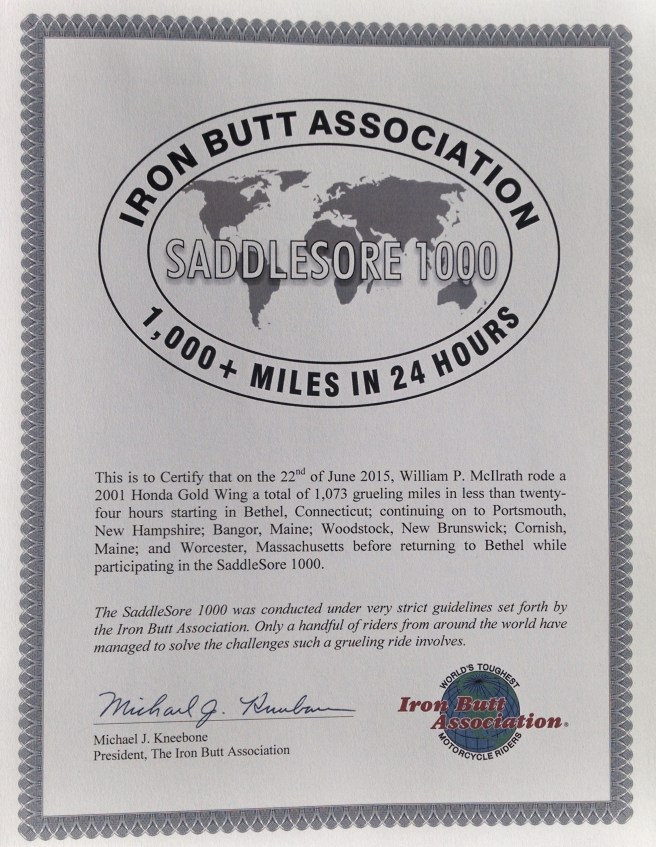 IRON BUTT ASSOCIATION
SADDLESORE 1000
1,000+ MILES IN 24 HOURS
This is to Certify that on the 22nd of June 2015, William P. McIlrath rode a
2001 Honda Gold Wing a total of 1,073 grueling miles in less than twenty-
four hours starting in Bethel, Connecticut; continuing on to Portsmouth,
New Hampshire; Bangor, Maine; Woodstock, New Brunswick; Cornish,
Maine; and Worcester, Massachusetts before returning to Bethel while
participating in the SaddleSore 1000.
The SaddleSore 1000 was conducted under very strict guidelines set forth by
the Iron Butt Association. Only a handful of riders from around the world have
managed to solve the challenges such a grueling ride involves.
Michael J. Kneebone
Michael J. Kneebone
President, The Iron Butt Association
WORLD'S TOUGHEST
Iron Butt
Association®
MOTORCYCLE RIDERS